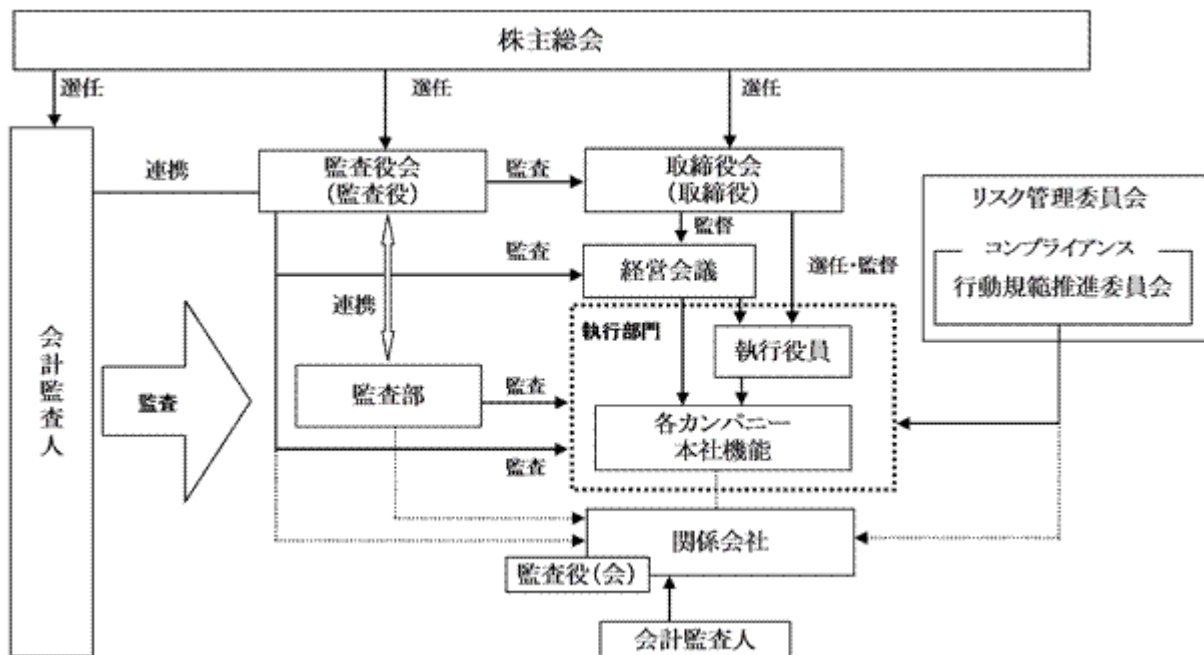 株主総会
選任
選任
選任
連携
監査役会
(監査役)
監査
取締役会
(取締役)
リスク管理委員会
コンプライアンス
行動規範推進委員会
監督
監査
経営会議
選任・監督
連携
執行部門
執行役員
会計監査人
監査
監査部
監査
各カンパニー
本社機能
監査
関係会社
監査役(会)
会計監査人